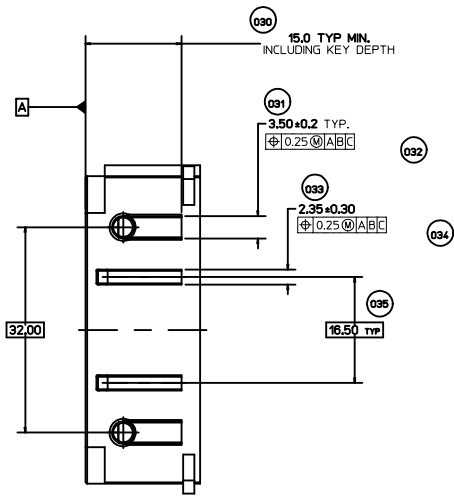 030
15.0 TYP MIN.
INCLUDING KEY DEPTH
A
031
3.50±0.2 TYP.
⌖ 0.25 Ⓜ A B C
032
033
2.35±0.30
⌖ 0.25 Ⓜ A B C
034
035
32.00
16.50 TYP